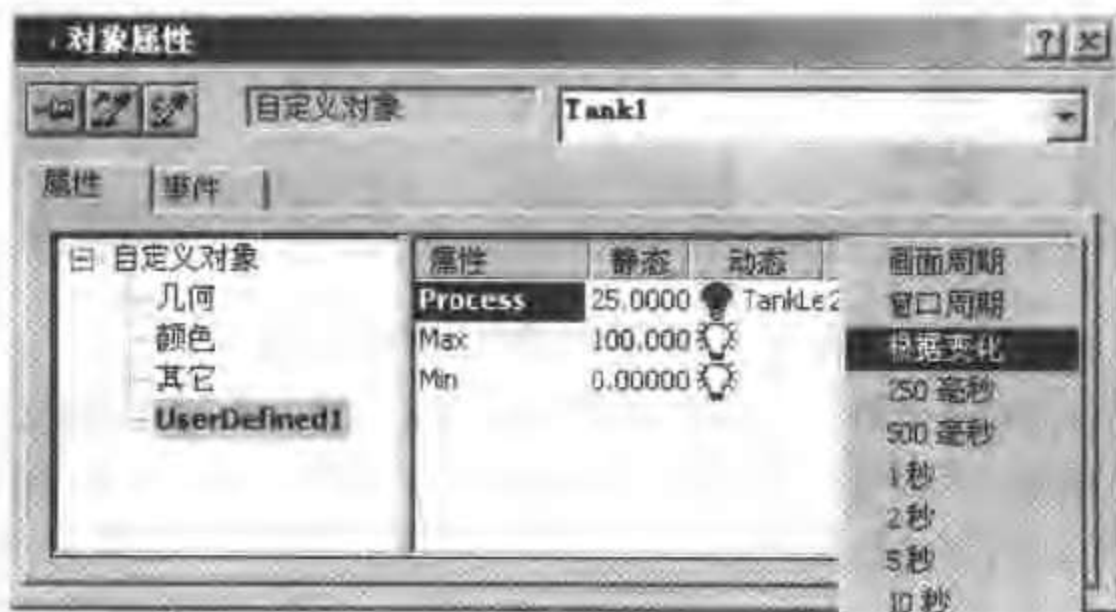 对象属性
自定义对象 Tank1
属性 事件
自定义对象
几何
颜色
其它
UserDefined1
属性 静态 动态
Process 25.0000 TankLe 2
Max 100.000
Min 0.00000
画面周期
窗口周期
根据变化
250 毫秒
500 毫秒
1 秒
2 秒
5 秒
10 秒